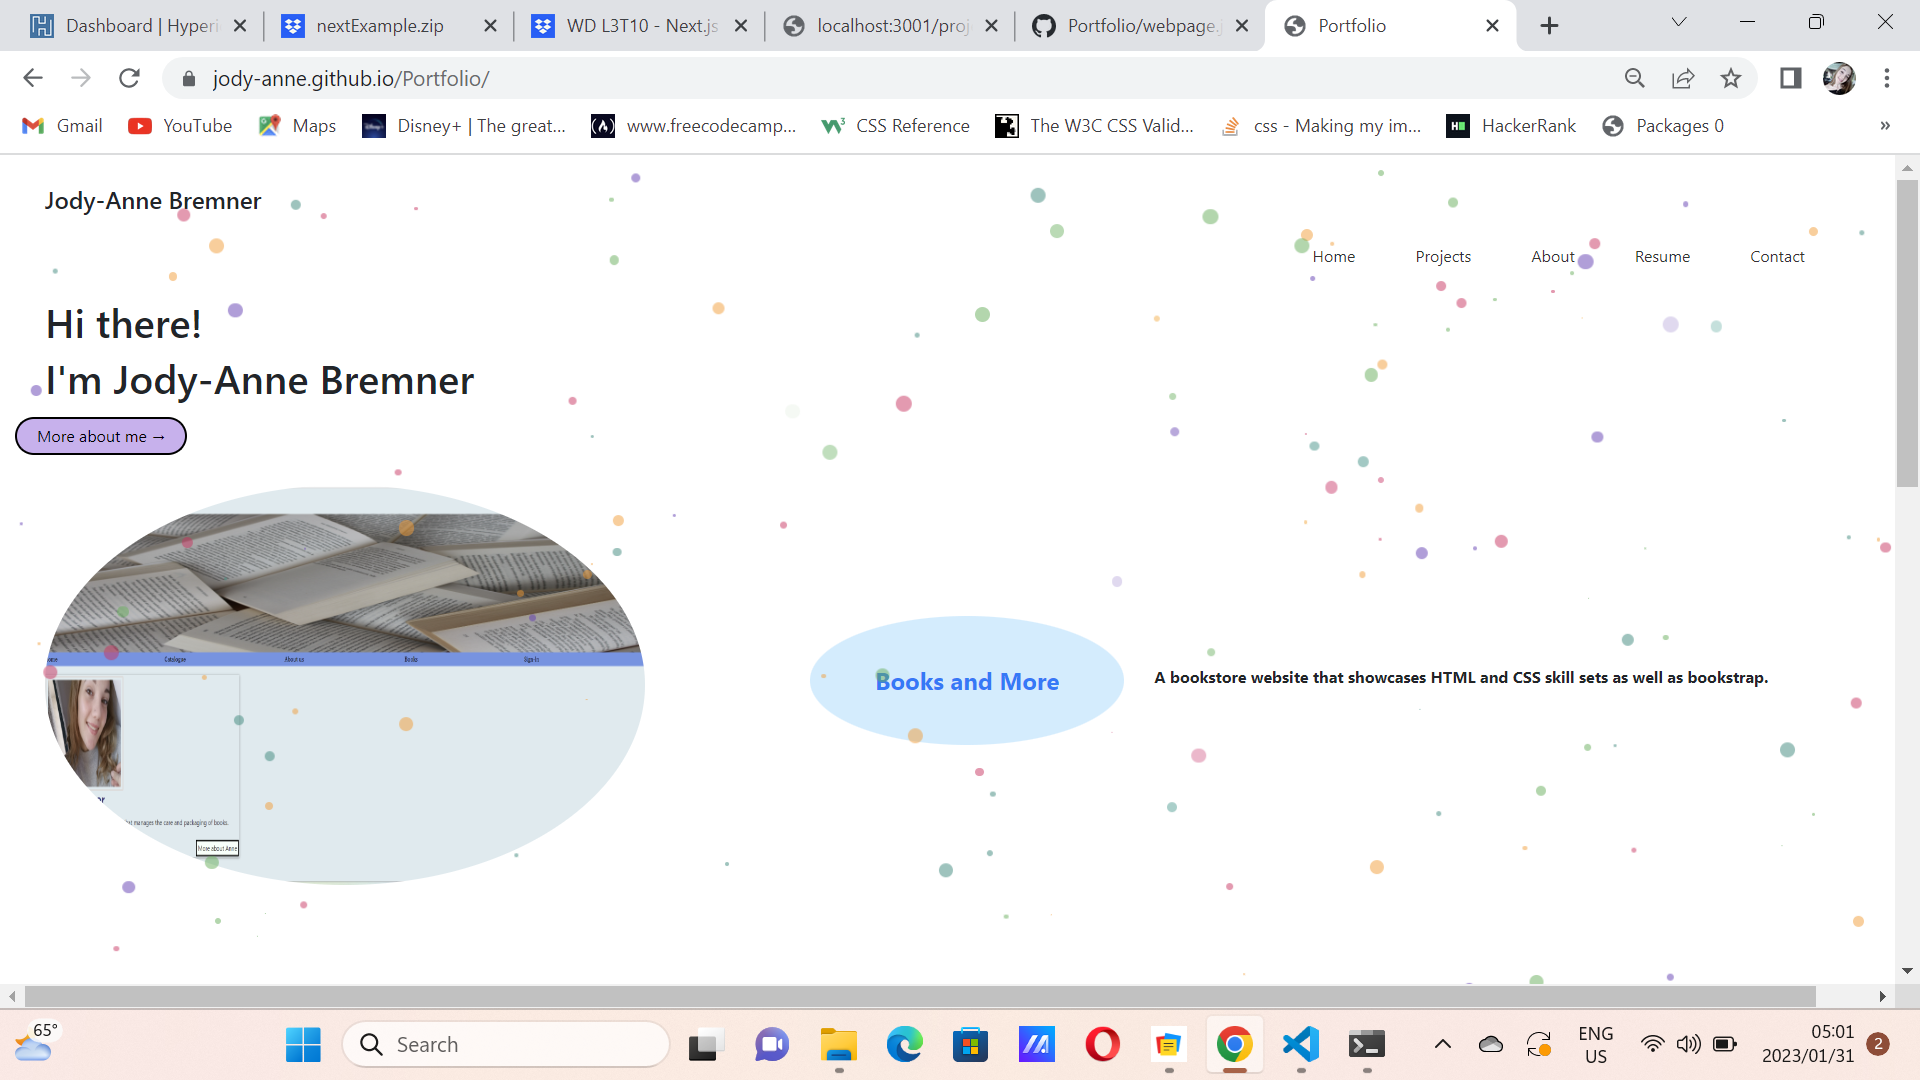 Dashboard | Hyperi
nextExample.zip
WD L3T10 - Next.js
localhost:3001/proj
Portfolio/webpage.j
Portfolio
jody-anne.github.io/Portfolio/
Gmail
YouTube
Maps
Disney+ | The great...
www.freecodecamp...
CSS Reference
The W3C CSS Valid...
css - Making my im...
HackerRank
Packages 0
»
Jody-Anne Bremner
Home
Projects
About
Resume
Contact
Hi there!
I'm Jody-Anne Bremner
More about me →
Catalogue
About us
Books
Sign-In
hat manages the care and packaging of books.
More about Anne
Books and More
A bookstore website that showcases HTML and CSS skill sets as well as bookstrap.
65°
Search
ENG
US
05:01
2023/01/31
2